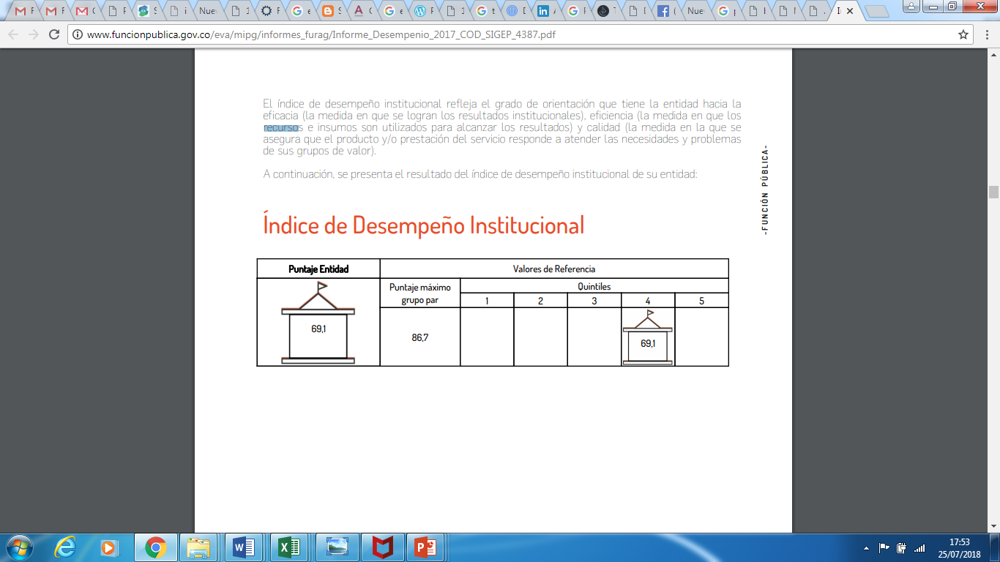 www.funcionpublica.gov.co/eva/mipg/informes_furag/Informe_Desempenio_2017_COD_SIGEP_4387.pdf
El índice de desempeño institucional refleja el grado de orientación que tiene la entidad hacia la
eficacia (la medida en que se logran los resultados institucionales), eficiencia (la medida en que los
recursos e insumos son utilizados para alcanzar los resultados) y calidad (la medida en la que se
asegura que el producto y/o prestación del servicio responde a atender las necesidades y problemas
de sus grupos de valor).
A continuación, se presenta el resultado del índice de desempeño institucional de su entidad:
-FUNCIÓN PÚBLICA-
Índice de Desempeño Institucional
Puntaje Entidad
Valores de Referencia
Puntaje máximo
grupo par
Quintiles
1 2 3 4 5
69,1
86,7
69,1
17:53
25/07/2018